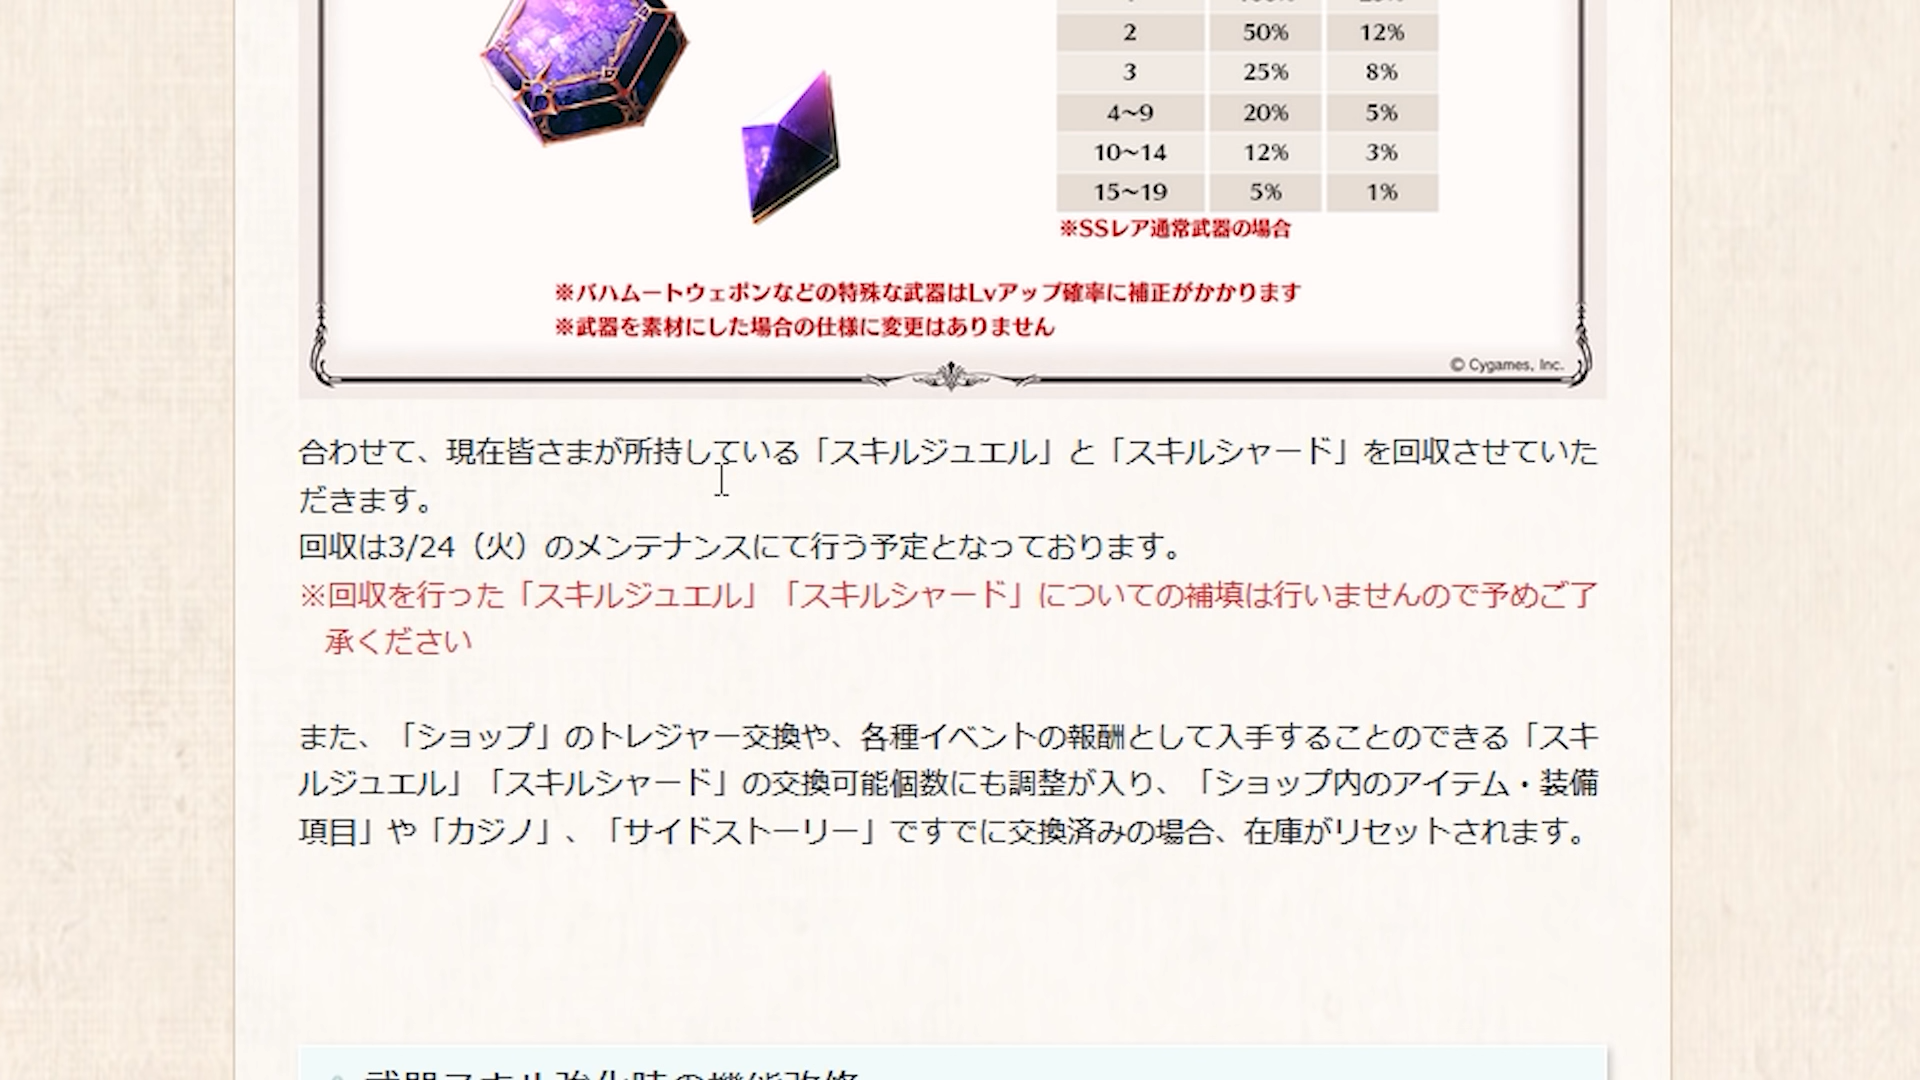 2 50% 12%
3 25% 8%
4〜9 20% 5%
10〜14 12% 3%
15〜19 5% 1%
※SSレア通常武器の場合
※バハムートウェポンなどの特殊な武器はLvアップ確率に補正がかかります
※武器を素材にした場合の仕様に変更はありません
© Cygames, Inc.
合わせて、現在皆さまが所持している「スキルジュエル」と「スキルシャード」を回収させていた
だきます。
回収は3/24（火）のメンテナンスにて行う予定となっております。
※回収を行った「スキルジュエル」「スキルシャード」についての補填は行いませんので予めご了
承ください
また、「ショップ」のトレジャー交換や、各種イベントの報酬として入手することのできる「スキ
ルジュエル」「スキルシャード」の交換可能個数にも調整が入り、「ショップ内のアイテム・装備
項目」や「カジノ」、「サイドストーリー」ですでに交換済みの場合、在庫がリセットされます。
武器スキル強化時の機能改修